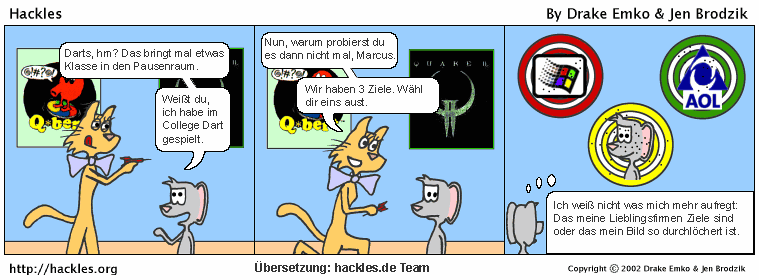 Hackles
By Drake Emko & Jen Brodzik
Darts, hm? Das bringt mal etwas
Klasse in den Pausenraum.
Weißt du,
ich habe im
College Dart
gespielt.
@!#?@!
Q*bert
Nun, warum probierst du
es dann nicht mal, Marcus.
Wir haben 3 Ziele. Wähl
dir eins aust.
@!#?@!
Q*bert
QUAKE II
AOL
Ich weiß nicht was mich mehr aufregt:
Das meine Lieblingsfirmen Ziele sind
oder das mein Bild so durchlöchert ist.
http://hackles.org
Übersetzung: hackles.de Team
Copyright © 2002 Drake Emko & Jen Brodzik